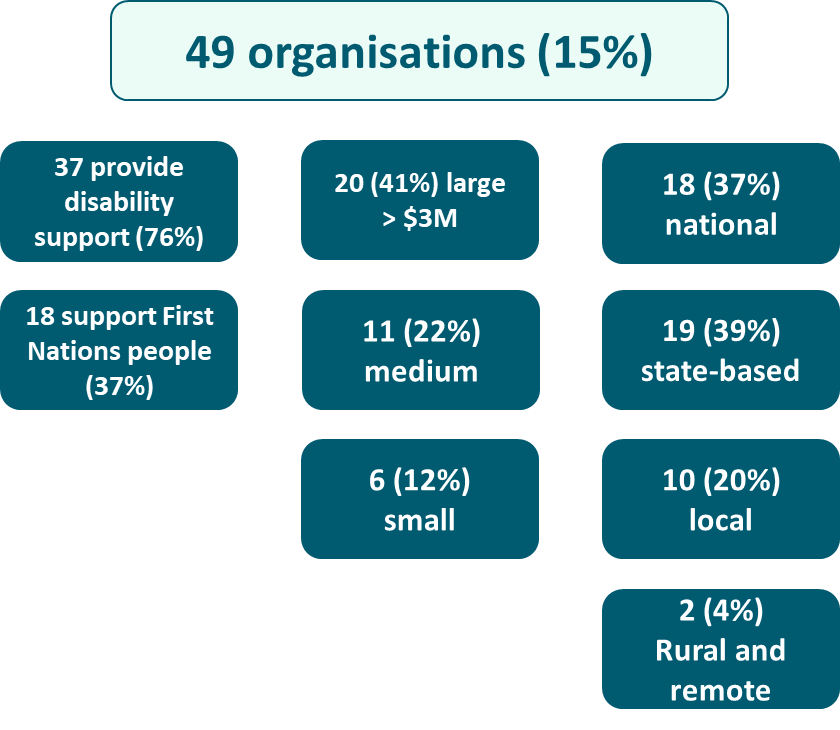 49 organisations (15%)
37 provide
disability
support (76%)
18 support First
Nations people
(37%)
20 (41%) large
> $3M
11 (22%)
medium
6 (12%)
small
18 (37%)
national
19 (39%)
state-based
10 (20%)
local
2 (4%)
Rural and
remote